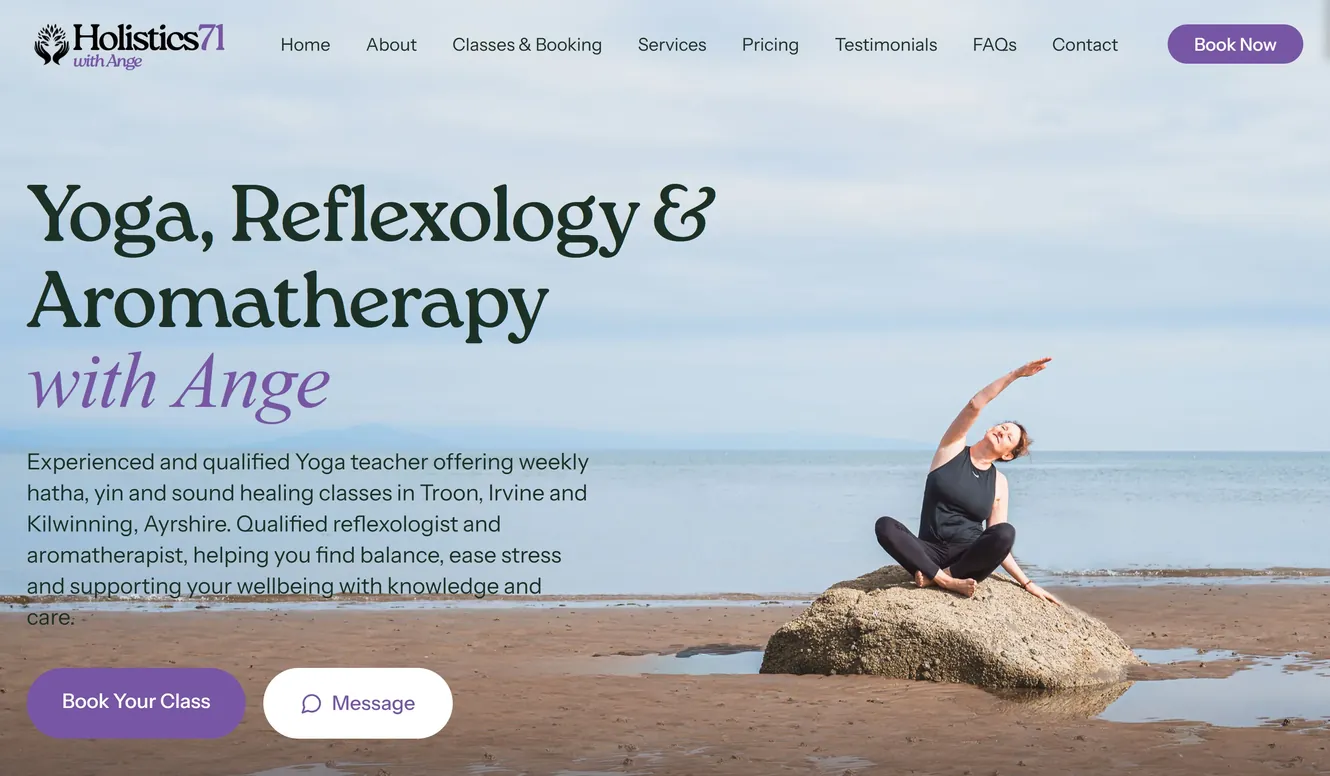 Holistics71
with Ange
Home About Classes & Booking Services Pricing Testimonials FAQs Contact Book Now
Yoga, Reflexology &
Aromatherapy
with Ange
Experienced and qualified Yoga teacher offering weekly
hatha, yin and sound healing classes in Troon, Irvine and
Kilwinning, Ayrshire. Qualified reflexologist and
aromatherapist, helping you find balance, ease stress
and supporting your wellbeing with knowledge and
care.
Book Your Class Message